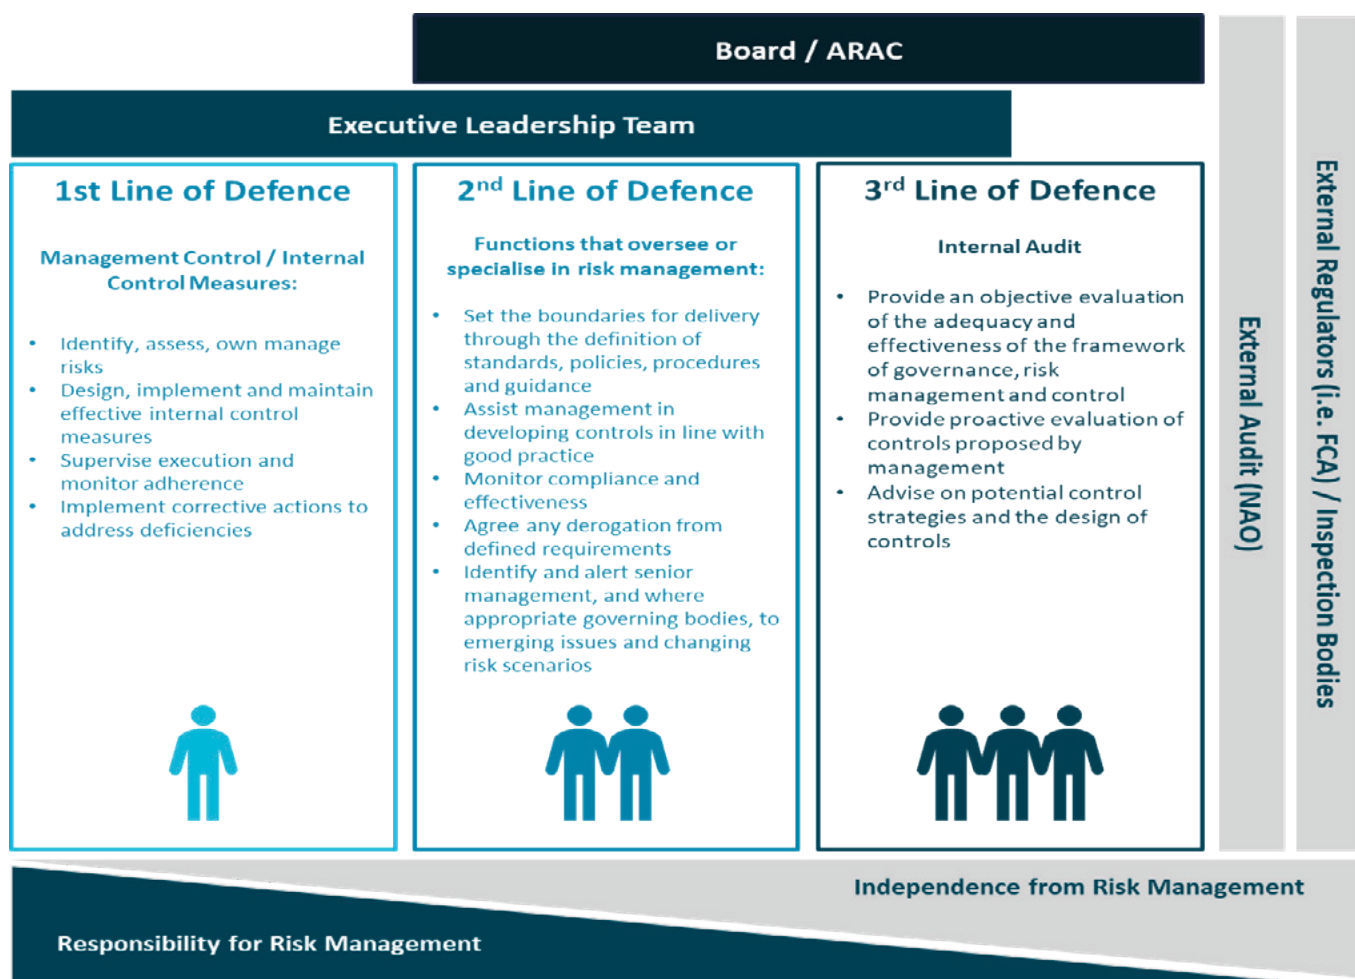 Board / ARAC
Executive Leadership Team
1st Line of Defence
Management Control / Internal
Control Measures:
• Identify, assess, own manage
risks
• Design, implement and maintain
effective internal control
measures
• Supervise execution and
monitor adherence
• Implement corrective actions to
address deficiencies
2nd Line of Defence
Functions that oversee or
specialise in risk management:
• Set the boundaries for delivery
through the definition of
standards, policies, procedures
and guidance
• Assist management in
developing controls in line with
good practice
• Monitor compliance and
effectiveness
• Agree any derogation from
defined requirements
• Identify and alert senior
management, and where
appropriate governing bodies, to
emerging issues and changing
risk scenarios
3rd Line of Defence
Internal Audit
• Provide an objective evaluation
of the adequacy and
effectiveness of the framework
of governance, risk
management and control
• Provide proactive evaluation of
controls proposed by
management
• Advise on potential control
strategies and the design of
controls
External Audit (NAO)
External Regulators (i.e. FCA) / Inspection Bodies
Independence from Risk Management
Responsibility for Risk Management